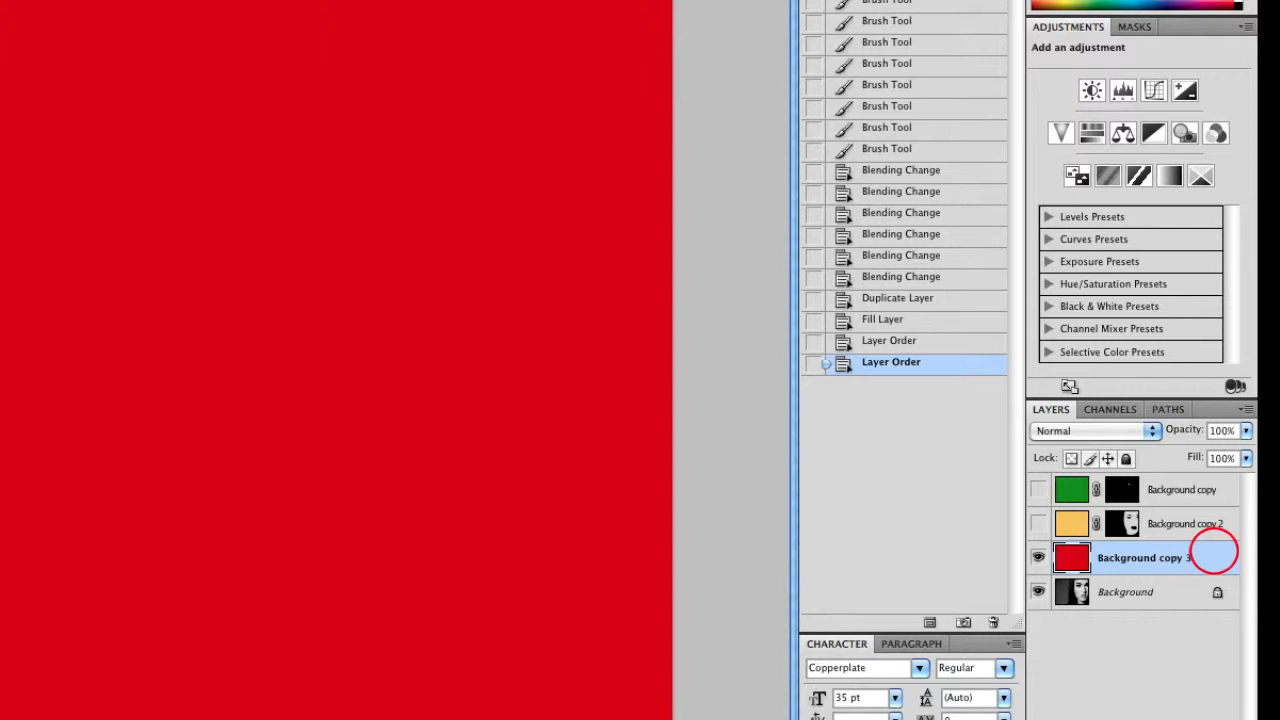 Brush Tool
Brush Tool
Brush Tool
Brush Tool
Brush Tool
Brush Tool
Brush Tool
Brush Tool
Blending Change
Blending Change
Blending Change
Blending Change
Blending Change
Blending Change
Duplicate Layer
Fill Layer
Layer Order
Layer Order
CHARACTER PARAGRAPH
Copperplate Regular
35 pt (Auto)
ADJUSTMENTS MASKS
Add an adjustment
Levels Presets
Curves Presets
Exposure Presets
Hue/Saturation Presets
Black & White Presets
Channel Mixer Presets
Selective Color Presets
LAYERS CHANNELS PATHS
Normal Opacity: 100%
Lock: Fill: 100%
Background copy
Background copy 2
Background copy 3
Background